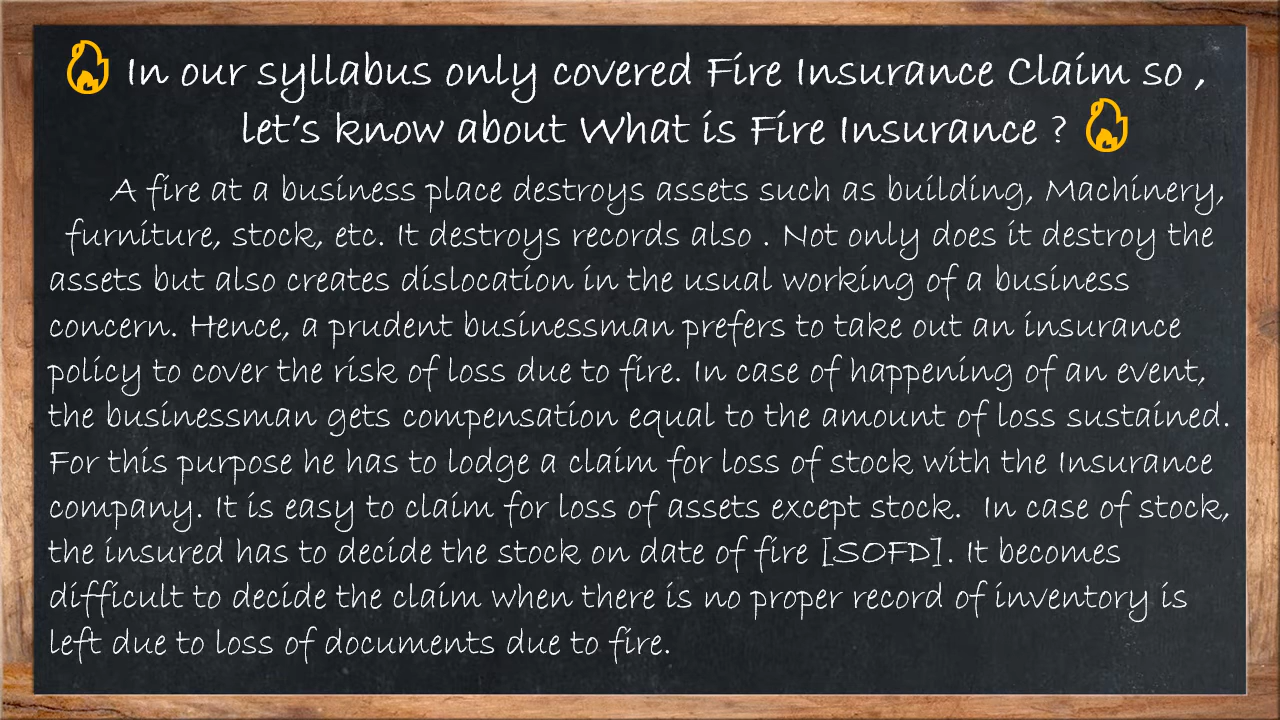 In our syllabus only covered Fire Insurance Claim so ,
let's know about What is Fire Insurance ?
A fire at a business place destroys assets such as building, Machinery,
furniture, stock, etc. It destroys records also . Not only does it destroy the
assets but also creates dislocation in the usual working of a business
concern. Hence, a prudent businessman prefers to take out an insurance
policy to cover the risk of loss due to fire. In case of happening of an event,
the businessman gets compensation equal to the amount of loss sustained.
For this purpose he has to lodge a claim for loss of stock with the Insurance
company. It is easy to claim for loss of assets except stock.  In case of stock,
the insured has to decide the stock on date of fire [SOFD]. It becomes
difficult to decide the claim when there is no proper record of inventory is
left due to loss of documents due to fire.